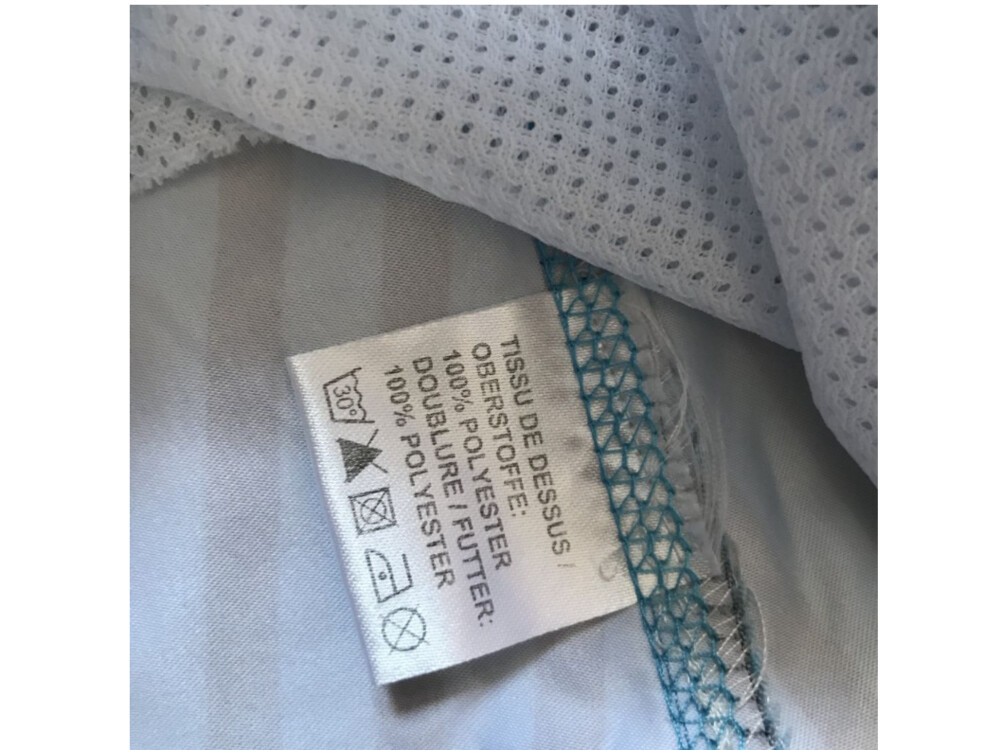 TISSU DE DESSUS /
OBERSTOFFE:
100% POLYESTER
DOUBLURE / FUTTER:
100% POLYESTER
30°